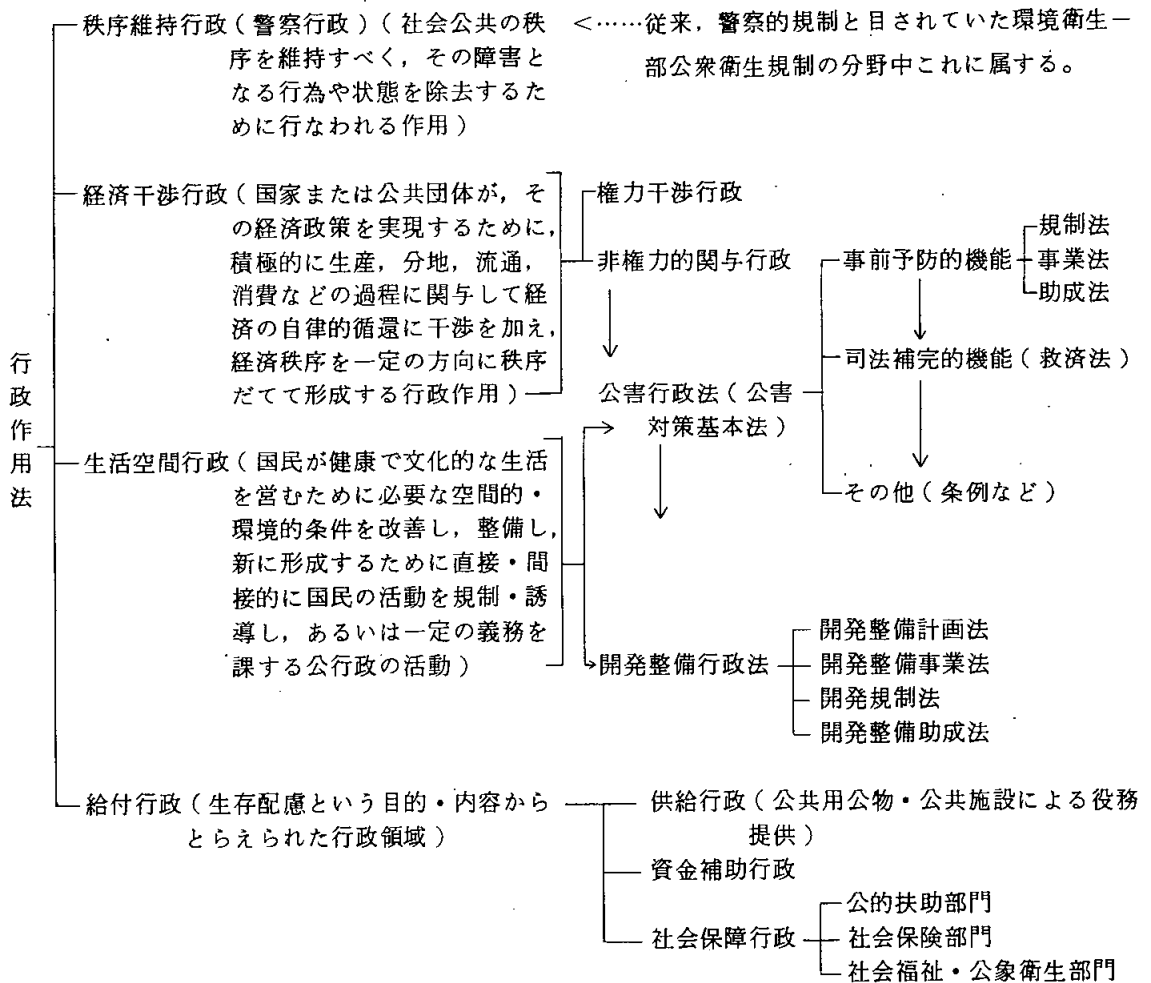 秩序維持行政（警察行政）（社会公共の秩序を維持すべく，その障害となる行為や状態を除去するために行なわれる作用）
＜……従来，警察的規制と目されていた環境衛生－部公衆衛生規制の分野中これに属する。
経済干渉行政（国家または公共団体が，その経済政策を実現するために，積極的に生産，分地，流通，消費などの過程に関与して経済の自律的循還に干渉を加え，経済秩序を一定の方向に秩序だてて形成する行政作用）
権力干渉行政
非権力的関与行政
公害行政法（公害対策基本法）
事前予防的機能
規制法
事業法
助成法
司法補完的機能（救済法）
その他（条例など）
行政作用法
生活空間行政（国民が健康で文化的な生活を営むために必要な空間的・環境的条件を改善し，整備し，新に形成するために直接・間接的に国民の活動を規制・誘導し，あるいは一定の義務を課する公行政の活動）
開発整備行政法
開発整備計画法
開発整備事業法
開発規制法
開発整備助成法
給付行政（生存配慮という目的・内容からとらえられた行政領域）
供給行政（公共用公物・公共施設による役務提供）
資金補助行政
社会保障行政
公的扶助部門
社会保険部門
社会福祉・公象衛生部門